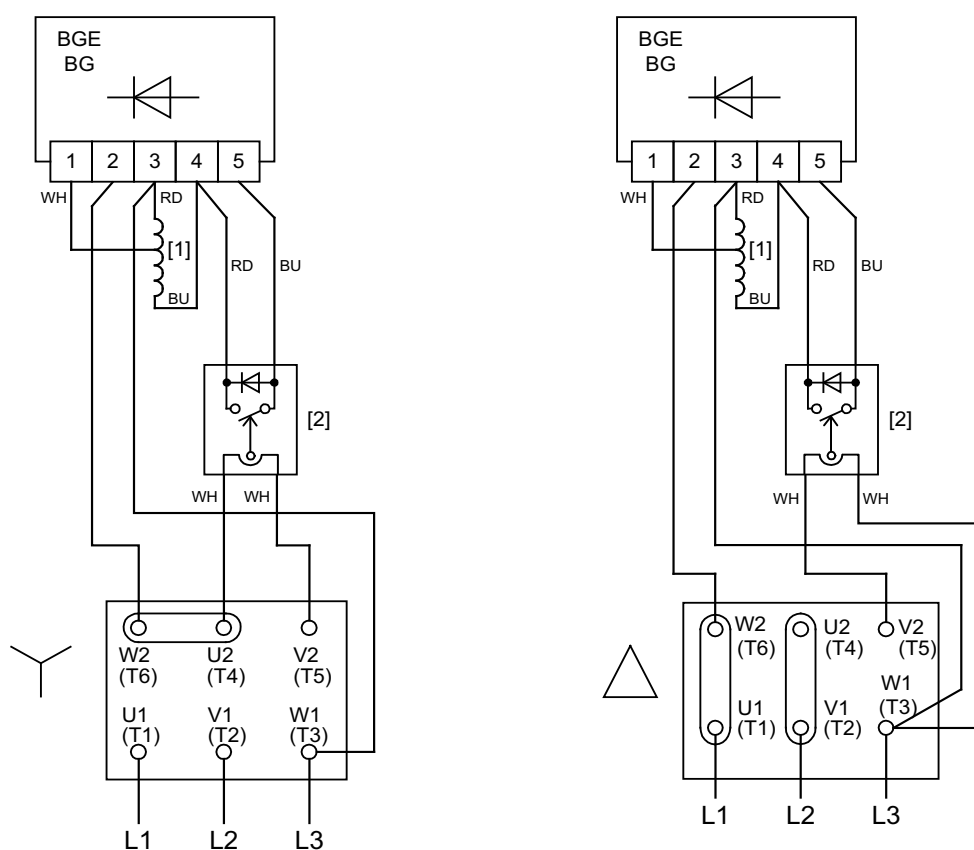 BGE
BG
1 2 3 4 5
WH RD
[1]
RD BU
BU
[2]
WH WH
W2 U2 V2
(T6) (T4) (T5)
U1 V1 W1
(T1) (T2) (T3)
L1 L2 L3
BGE
BG
1 2 3 4 5
WH RD
[1]
RD BU
BU
[2]
WH WH
W2 U2 V2
(T6) (T4) (T5)
W1
(T3)
U1 V1
(T1) (T2)
L1 L2 L3